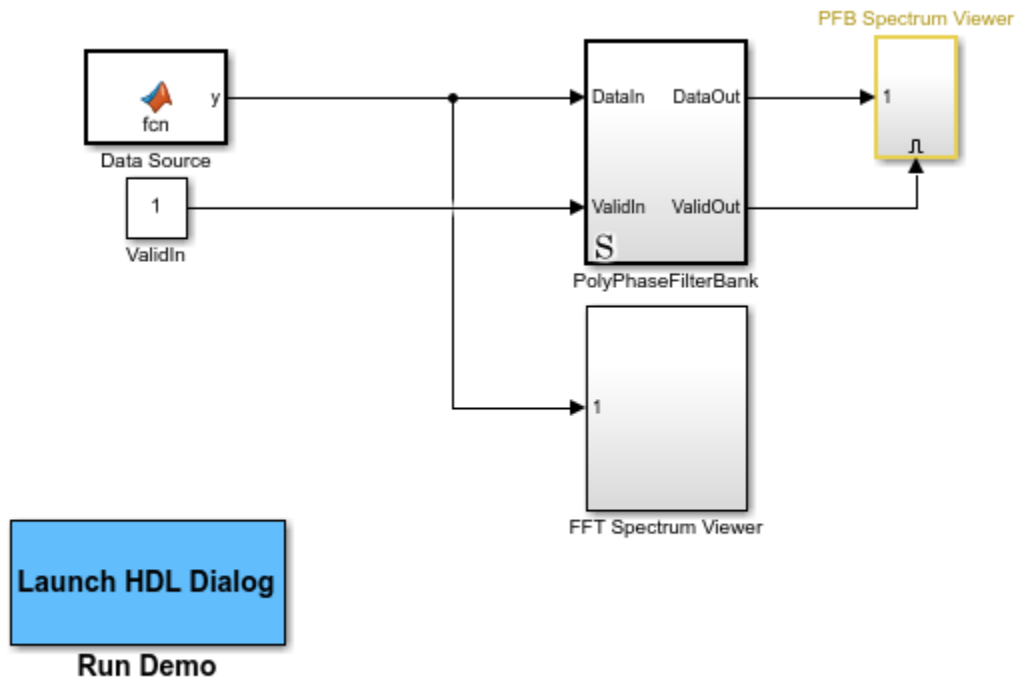 PFB Spectrum Viewer
fcn
y
Data Source
DataIn
DataOut
1
1
ValidIn
ValidIn
ValidOut
S
PolyPhaseFilterBank
1
FFT Spectrum Viewer
Launch HDL Dialog
Run Demo